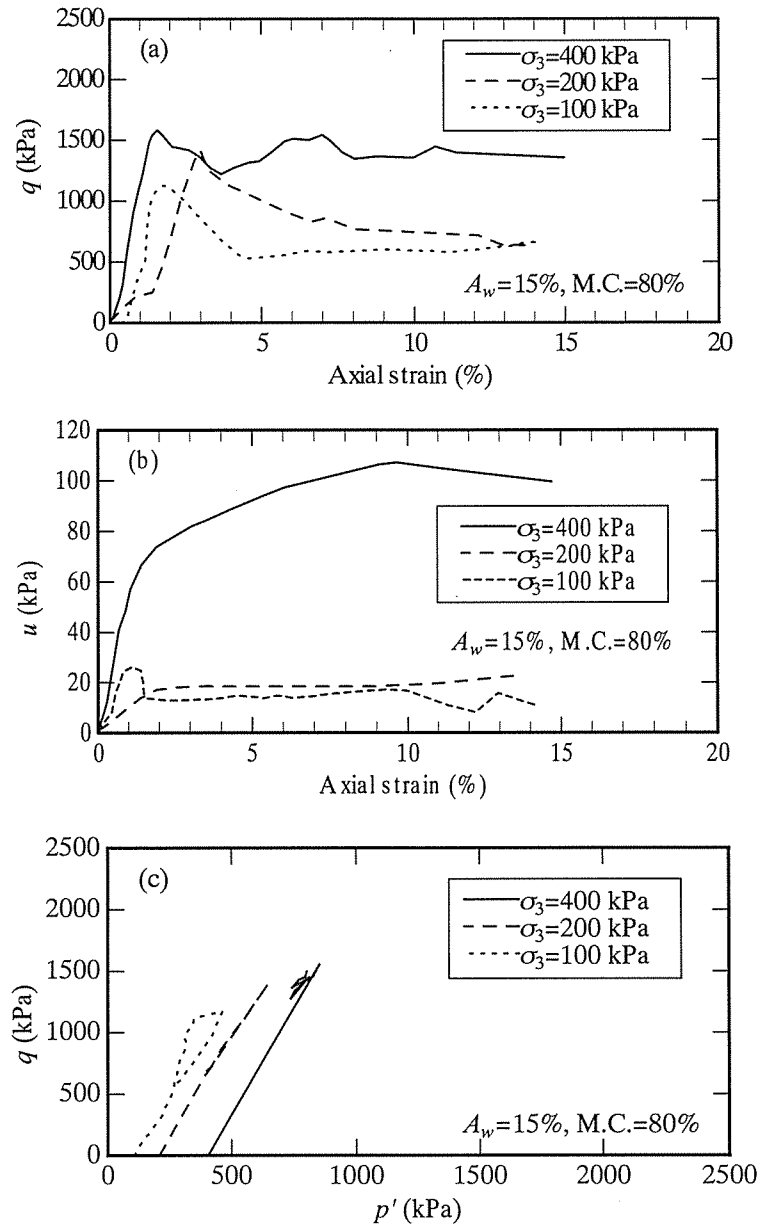 2500
2000
1500
1000
500
0
q (kPa)
(a)
σ3=400 kPa
σ3=200 kPa
σ3=100 kPa
Aw=15%, M.C.=80%
0
5
10
15
20
Axial strain (%)
120
100
80
60
40
20
0
u (kPa)
(b)
σ3=400 kPa
σ3=200 kPa
σ3=100 kPa
Aw=15%, M.C.=80%
0
5
10
15
20
Axial strain (%)
2500
2000
1500
1000
500
0
q (kPa)
(c)
σ3=400 kPa
σ3=200 kPa
σ3=100 kPa
Aw=15%, M.C.=80%
0
500
1000
1500
2000
2500
p' (kPa)